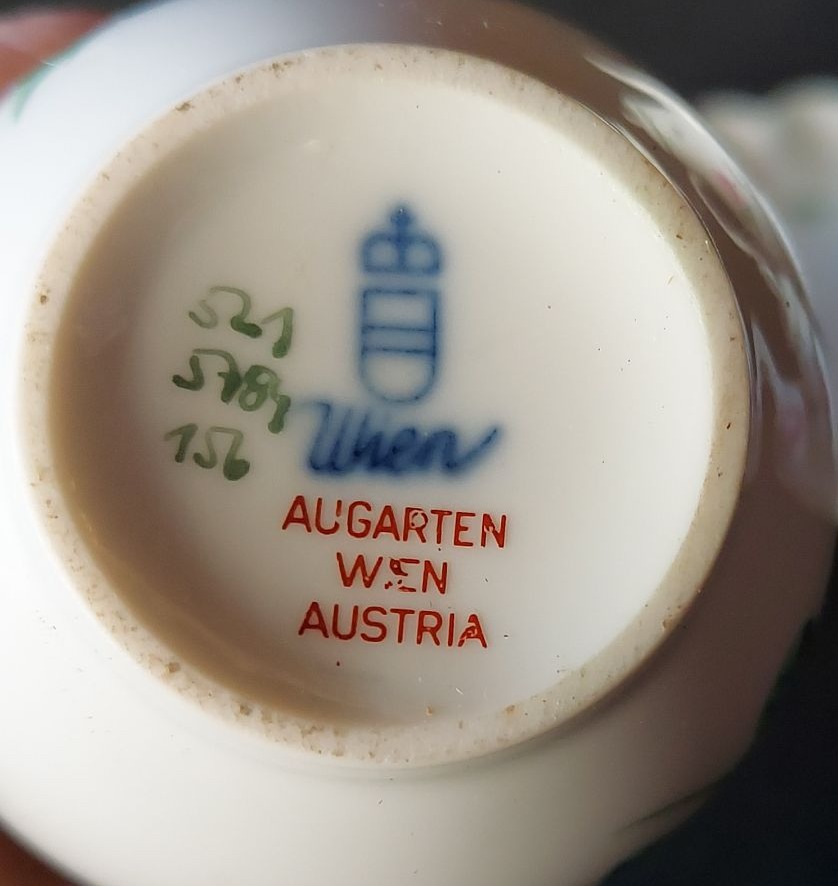 521
156
Wien
AUGARTEN
WIEN
AUSTRIA